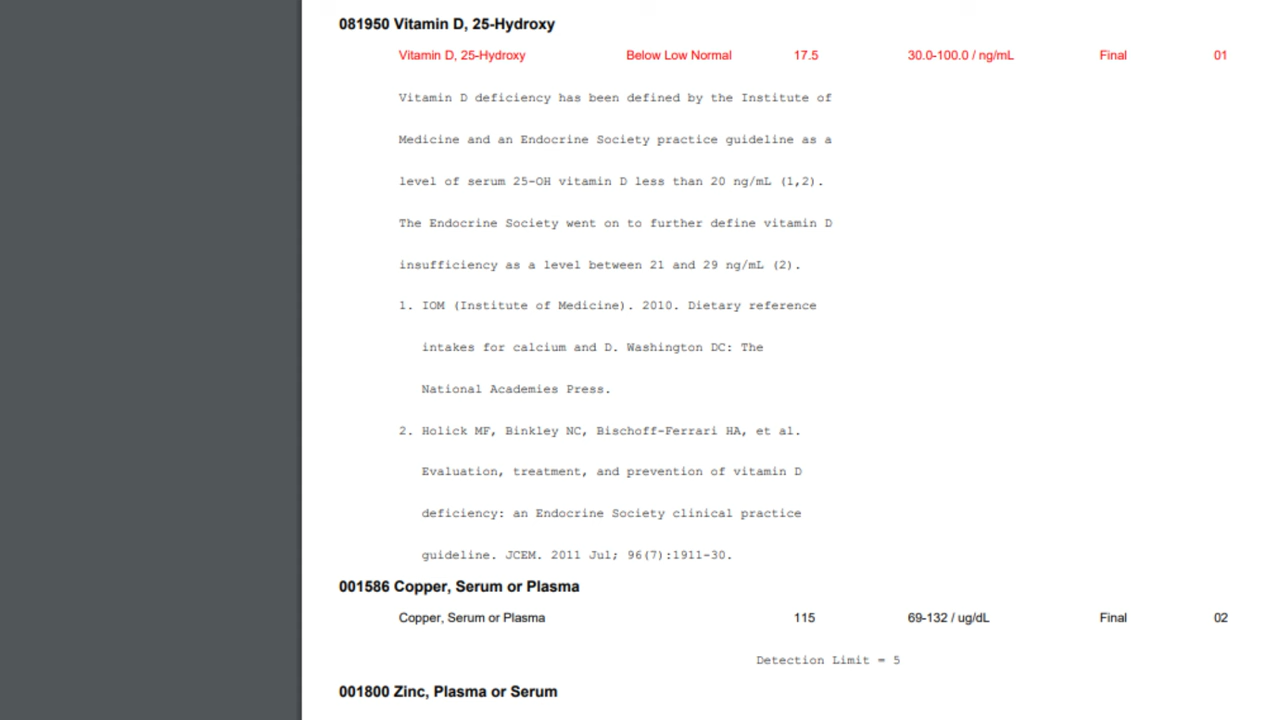 081950 Vitamin D, 25-Hydroxy
Vitamin D, 25-Hydroxy Below Low Normal 17.5 30.0-100.0 / ng/mL Final 01
Vitamin D deficiency has been defined by the Institute of
Medicine and an Endocrine Society practice guideline as a
level of serum 25-OH vitamin D less than 20 ng/mL (1,2).
The Endocrine Society went on to further define vitamin D
insufficiency as a level between 21 and 29 ng/mL (2).
1. IOM (Institute of Medicine). 2010. Dietary reference
intakes for calcium and D. Washington DC: The
National Academies Press.
2. Holick MF, Binkley NC, Bischoff-Ferrari HA, et al.
Evaluation, treatment, and prevention of vitamin D
deficiency: an Endocrine Society clinical practice
guideline. JCEM. 2011 Jul; 96(7):1911-30.
001586 Copper, Serum or Plasma
Copper, Serum or Plasma 115 69-132 / ug/dL Final 02
Detection Limit = 5
001800 Zinc, Plasma or Serum